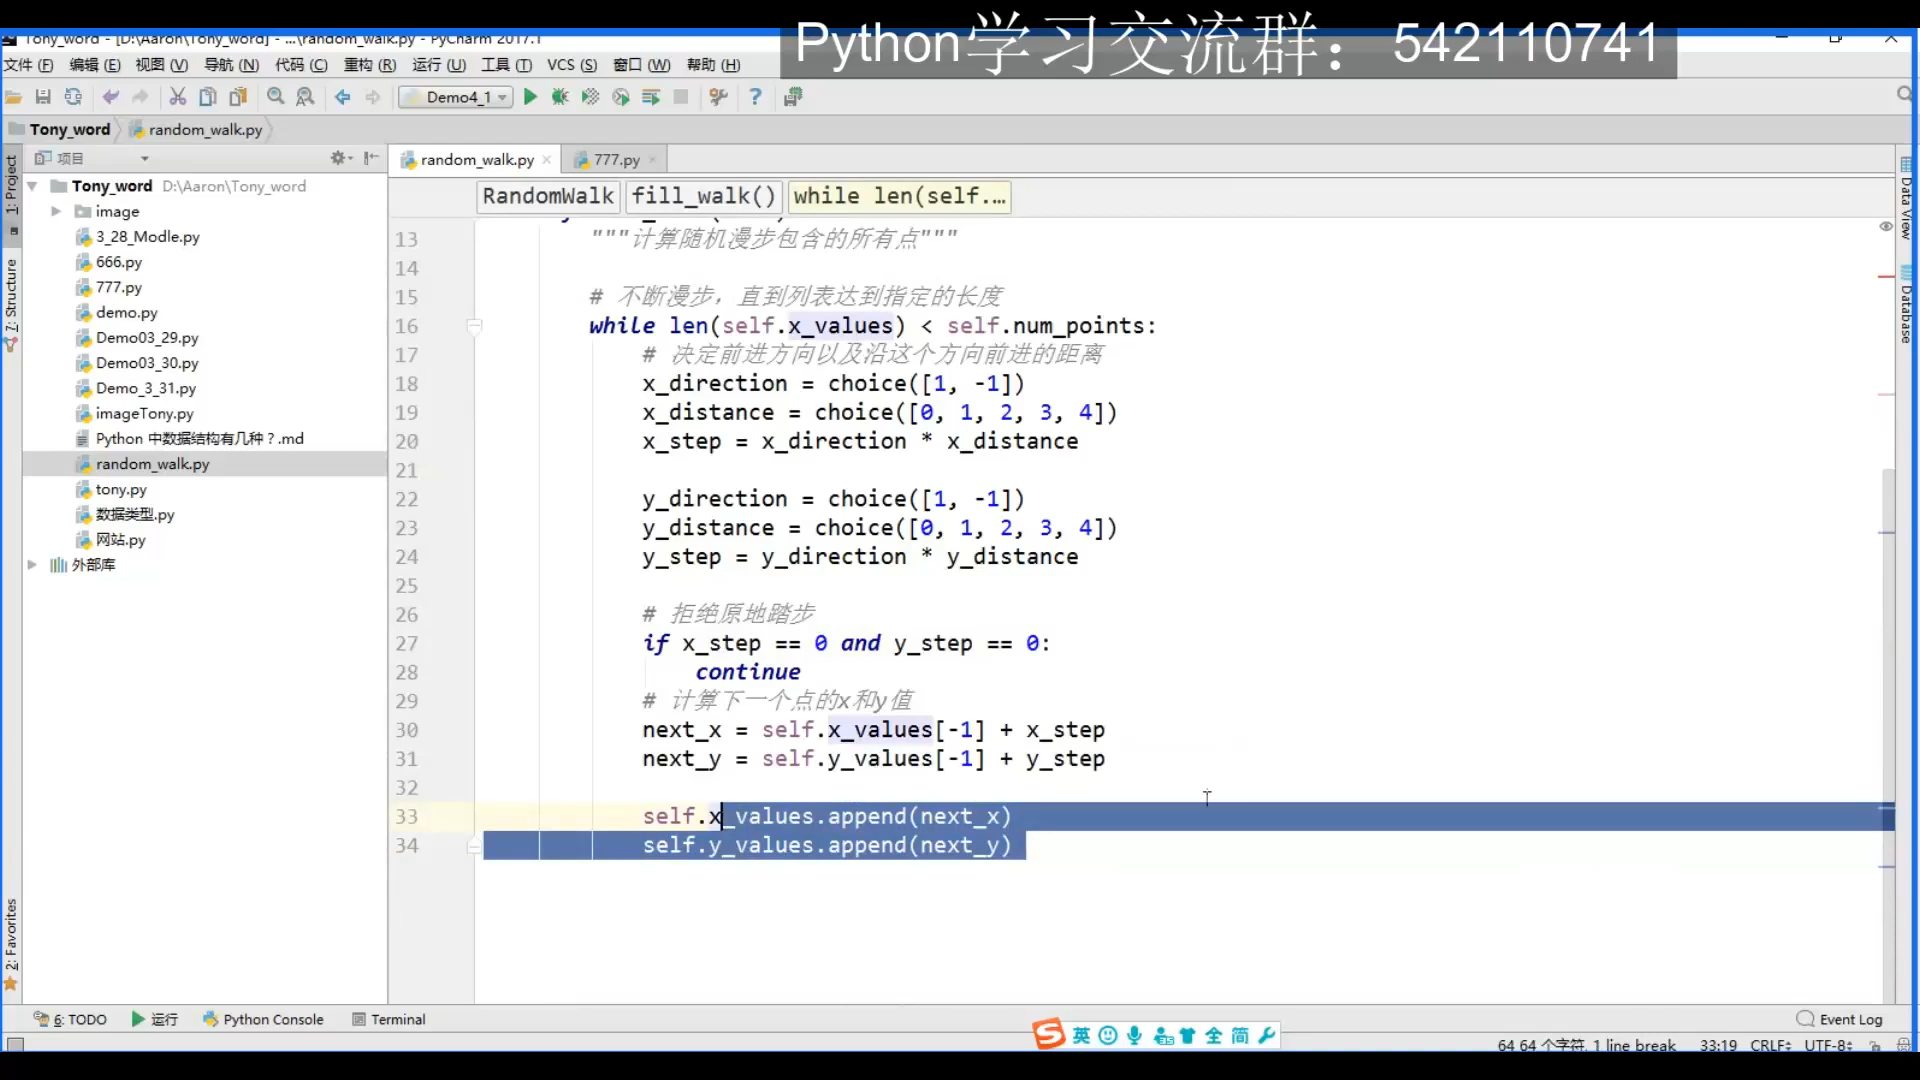 Python学习交流群：542110741
Tony_word - [D:\Aaron\Tony_word] - ...\random_walk.py - PyCharm 2017.1
文件 (F) 编辑 (E) 视图 (V) 导航 (N) 代码 (C) 重构 (R) 运行 (U) 工具 (T) VCS (S) 窗口 (W) 帮助 (H)
Demo4_1
Tony_word random_walk.py
项目
random_walk.py 777.py
RandomWalk fill_walk() while len(self....
1: Project
7: Structure
2: Favorites
Tony_word D:\Aaron\Tony_word
image
3_28_Modle.py
666.py
777.py
demo.py
Demo03_29.py
Demo03_30.py
Demo_3_31.py
imageTony.py
Python 中数据结构有几种？.md
random_walk.py
tony.py
数据类型.py
网站.py
外部库
13 """计算随机漫步包含的所有点"""
14
15 # 不断漫步，直到列表达到指定的长度
16 while len(self.x_values) < self.num_points:
17 # 决定前进方向以及沿这个方向前进的距离
18 x_direction = choice([1, -1])
19 x_distance = choice([0, 1, 2, 3, 4])
20 x_step = x_direction * x_distance
21
22 y_direction = choice([1, -1])
23 y_distance = choice([0, 1, 2, 3, 4])
24 y_step = y_direction * y_distance
25
26 # 拒绝原地踏步
27 if x_step == 0 and y_step == 0:
28 continue
29 # 计算下一个点的x和y值
30 next_x = self.x_values[-1] + x_step
31 next_y = self.y_values[-1] + y_step
32
33 self.x_values.append(next_x)
34 self.y_values.append(next_y)
Data View
Database
6: TODO 运行 Python Console Terminal
Event Log
英 全 简
64 64 个字符, 1 line break 33:19 CRLF÷ UTF-8÷